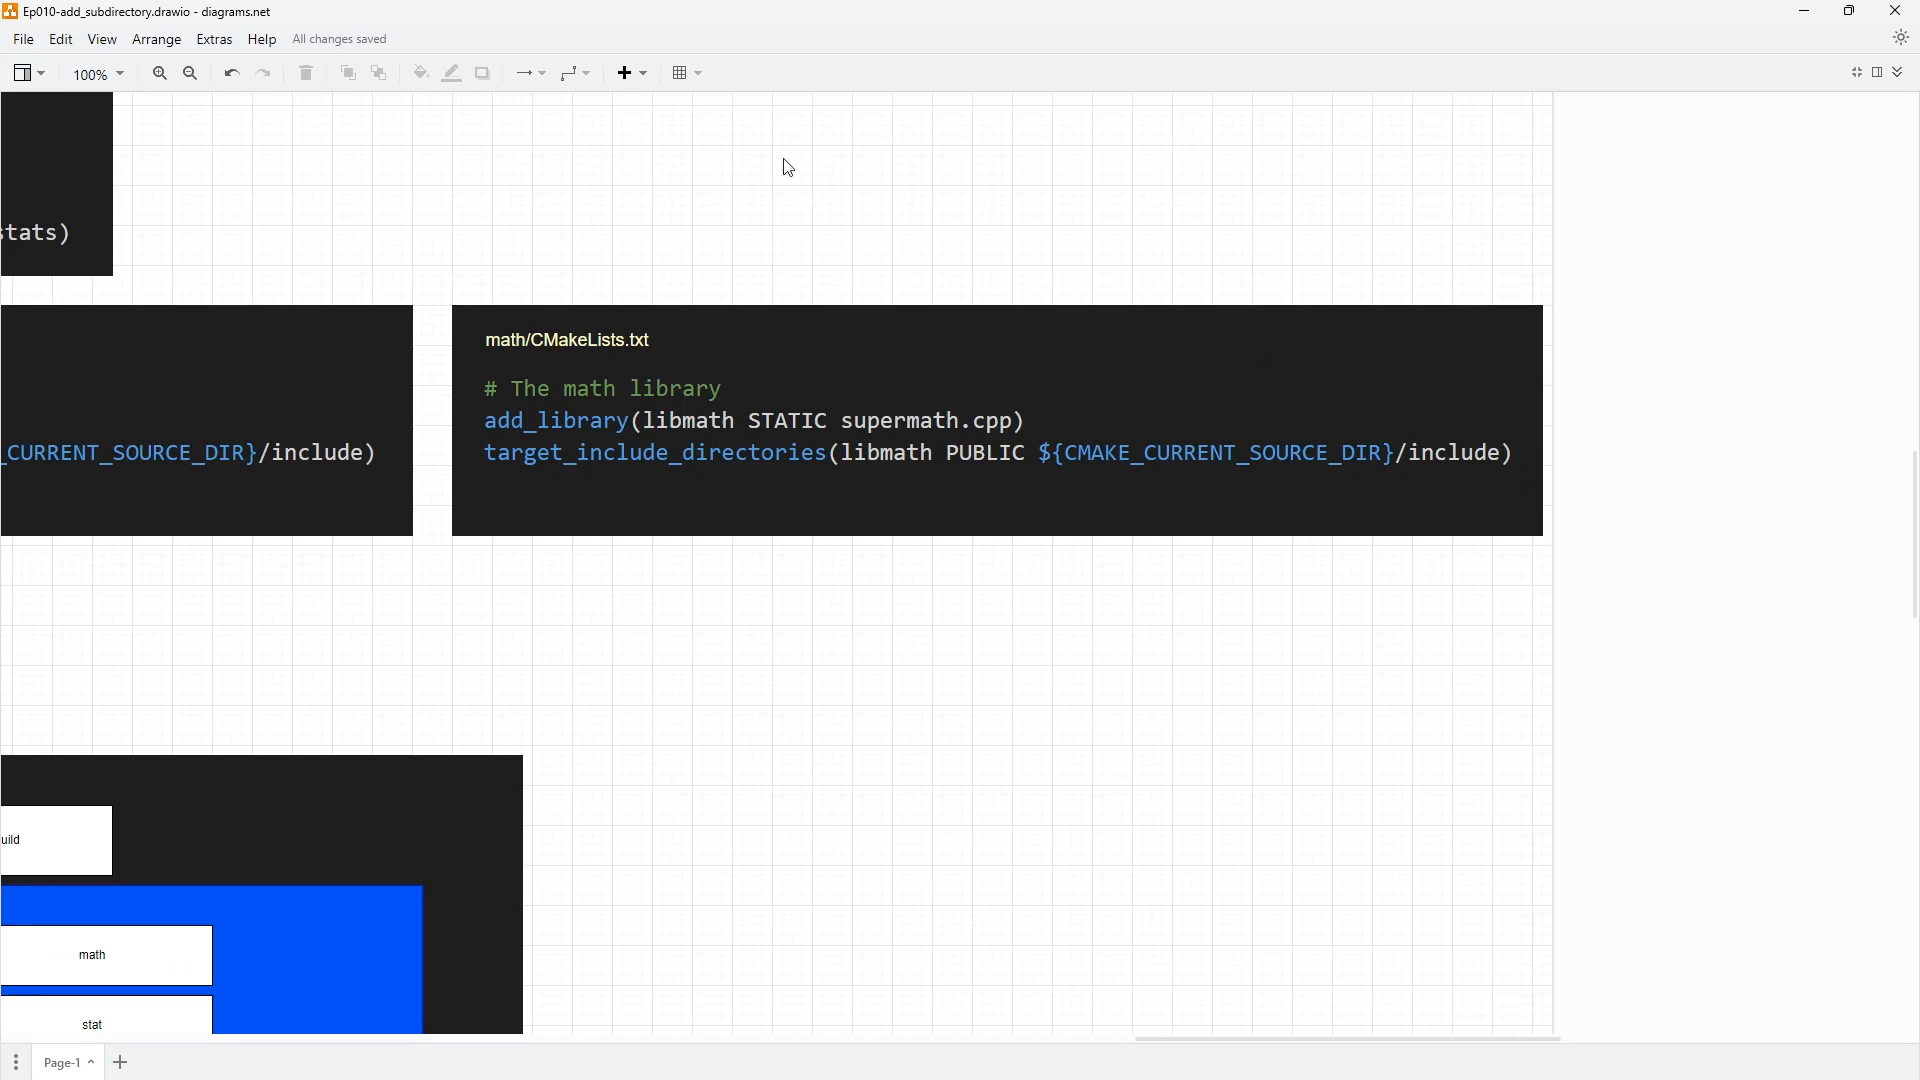 Ep010-add_subdirectory.drawio - diagrams.net
File Edit View Arrange Extras Help All changes saved
100%
stats)
_CURRENT_SOURCE_DIR}/include)
math/CMakeLists.txt
# The math library
add_library(libmath STATIC supermath.cpp)
target_include_directories(libmath PUBLIC ${CMAKE_CURRENT_SOURCE_DIR}/include)
uild
math
stat
Page-1